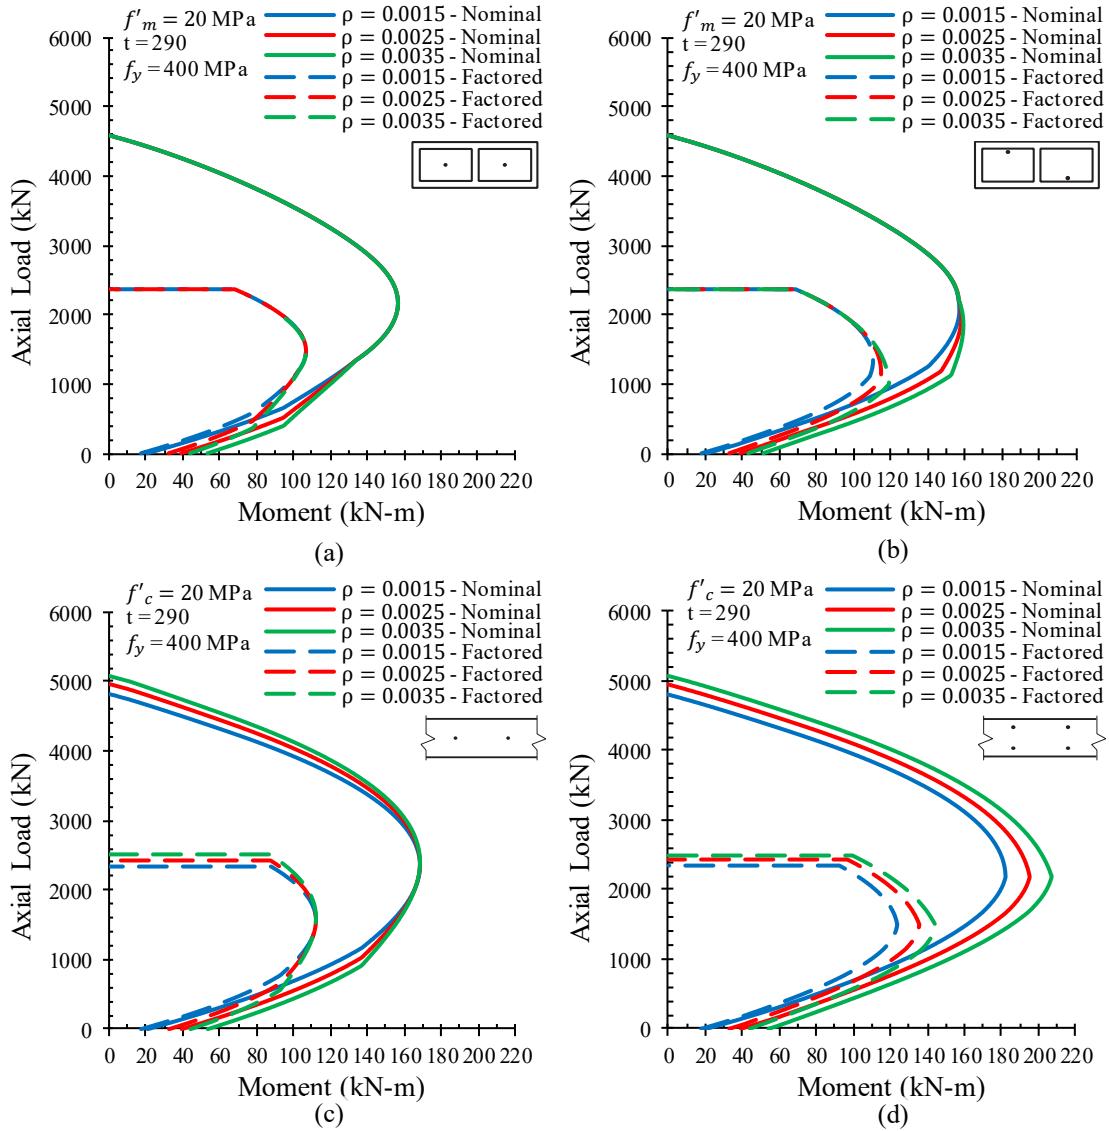 f′m = 20 MPa
t = 290
fy = 400 MPa
ρ = 0.0015 - Nominal
ρ = 0.0025 - Nominal
ρ = 0.0035 - Nominal
ρ = 0.0015 - Factored
ρ = 0.0025 - Factored
ρ = 0.0035 - Factored
Axial Load (kN)
6000
5000
4000
3000
2000
1000
0
0 20 40 60 80 100 120 140 160 180 200 220
Moment (kN-m)
(a)
f′m = 20 MPa
t = 290
fy = 400 MPa
ρ = 0.0015 - Nominal
ρ = 0.0025 - Nominal
ρ = 0.0035 - Nominal
ρ = 0.0015 - Factored
ρ = 0.0025 - Factored
ρ = 0.0035 - Factored
Axial Load (kN)
6000
5000
4000
3000
2000
1000
0
0 20 40 60 80 100 120 140 160 180 200 220
Moment (kN-m)
(b)
f′c = 20 MPa
t = 290
fy = 400 MPa
ρ = 0.0015 - Nominal
ρ = 0.0025 - Nominal
ρ = 0.0035 - Nominal
ρ = 0.0015 - Factored
ρ = 0.0025 - Factored
ρ = 0.0035 - Factored
Axial Load (kN)
6000
5000
4000
3000
2000
1000
0
0 20 40 60 80 100 120 140 160 180 200 220
Moment (kN-m)
(c)
f′c = 20 MPa
t = 290
fy = 400 MPa
ρ = 0.0015 - Nominal
ρ = 0.0025 - Nominal
ρ = 0.0035 - Nominal
ρ = 0.0015 - Factored
ρ = 0.0025 - Factored
ρ = 0.0035 - Factored
Axial Load (kN)
6000
5000
4000
3000
2000
1000
0
0 20 40 60 80 100 120 140 160 180 200 220
Moment (kN-m)
(d)